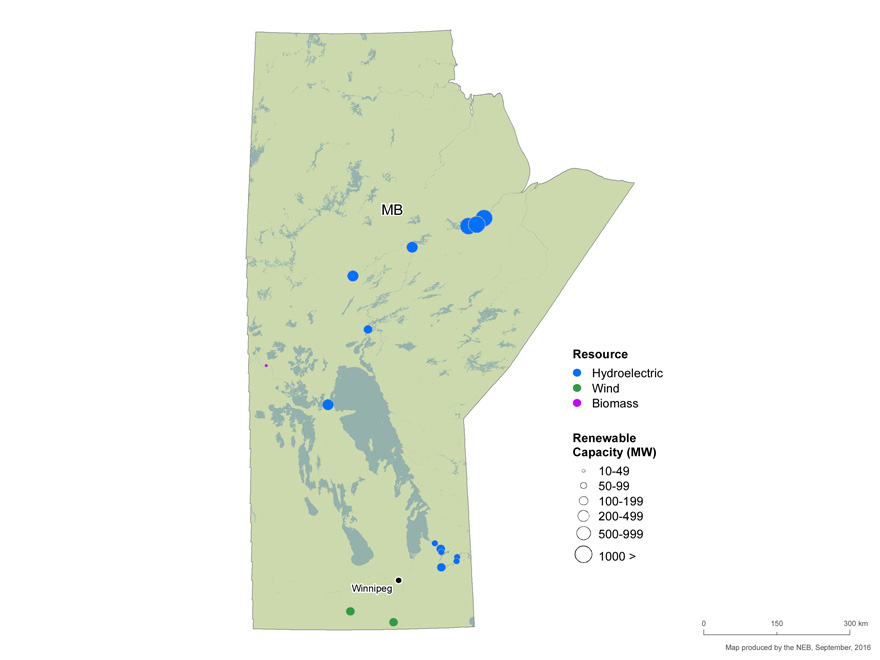 MB
Winnipeg
Resource
Hydroelectric
Wind
Biomass
Renewable
Capacity (MW)
10-49
50-99
100-199
200-499
500-999
1000 >
0 150 300 km
Map produced by the NEB, September, 2016